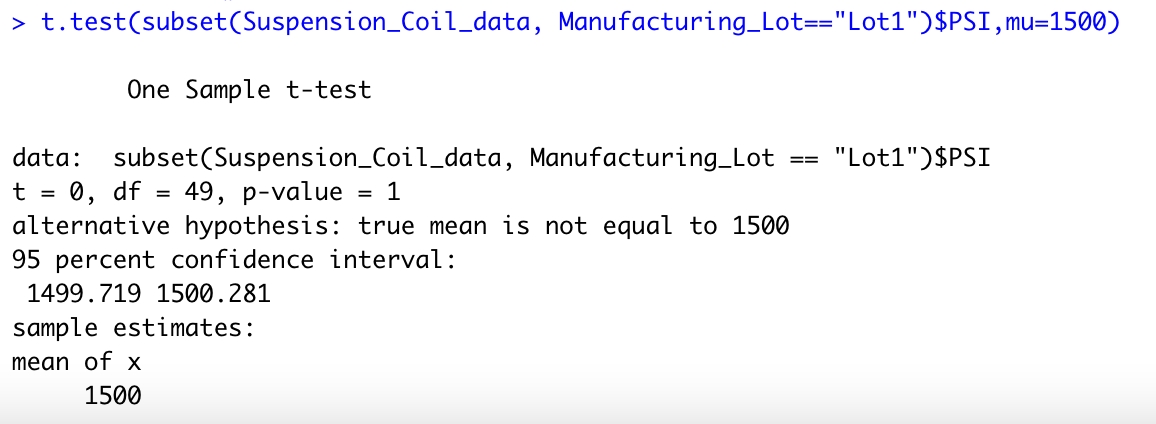 > t.test(subset(Suspension_Coil_data, Manufacturing_Lot=="Lot1")$PSI,mu=1500)
One Sample t-test
data:  subset(Suspension_Coil_data, Manufacturing_Lot == "Lot1")$PSI
t = 0, df = 49, p-value = 1
alternative hypothesis: true mean is not equal to 1500
95 percent confidence interval:
1499.719 1500.281
sample estimates:
mean of x
1500